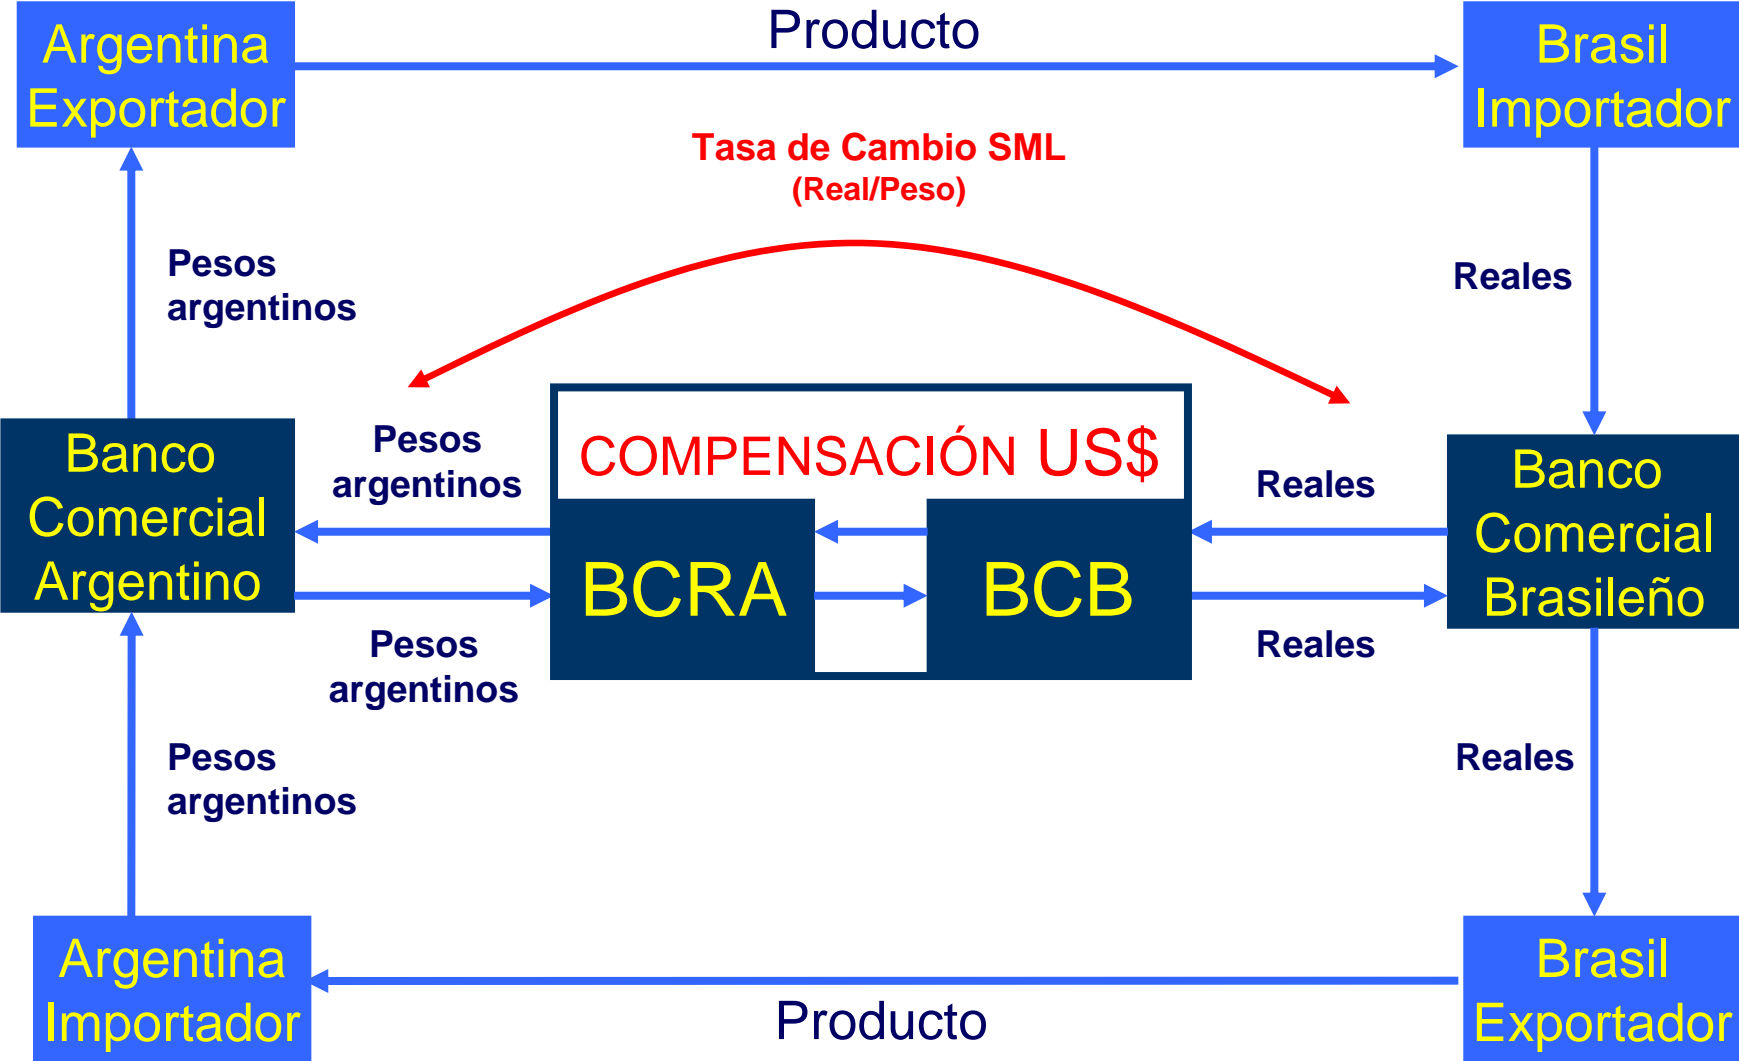 Argentina
Exportador
Producto
Brasil
Importador
Tasa de Cambio SML
(Real/Peso)
Pesos
argentinos
Reales
Banco
Comercial
Argentino
Pesos
argentinos
COMPENSACIÓN US$
Reales
Banco
Comercial
Brasileño
BCRA
BCB
Pesos
argentinos
Reales
Pesos
argentinos
Reales
Argentina
Importador
Producto
Brasil
Exportador